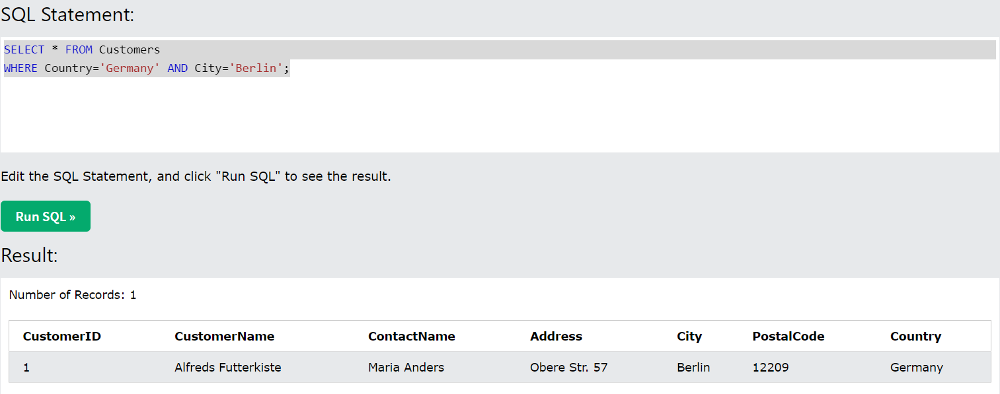 SQL Statement:
SELECT * FROM Customers
WHERE Country='Germany' AND City='Berlin';
Edit the SQL Statement, and click "Run SQL" to see the result.
Run SQL »
Result:
Number of Records: 1
CustomerID CustomerName ContactName Address City PostalCode Country
1 Alfreds Futterkiste Maria Anders Obere Str. 57 Berlin 12209 Germany